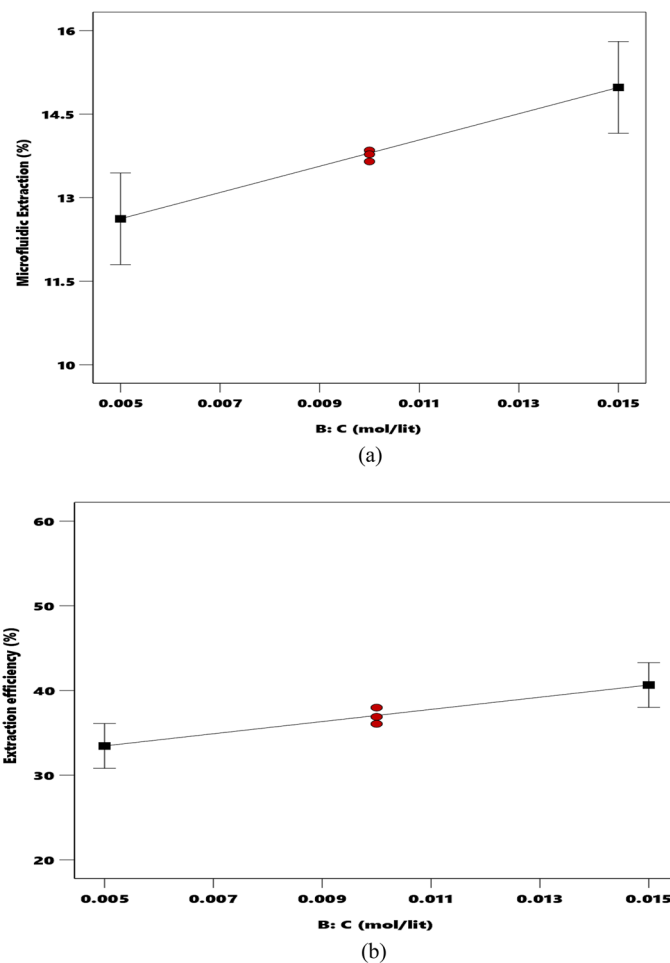 16
14.5
13
11.5
10
Microfluidic Extraction (%)
0.005 0.007 0.009 0.011 0.013 0.015
B: C (mol/lit)
(a)
60
50
40
30
20
Extraction efficiency (%)
0.005 0.007 0.009 0.011 0.013 0.015
B: C (mol/lit)
(b)